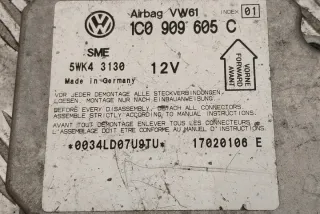 Airbag VW61
INDEX 01
1C0 909 605 C
SME
5WK4 3130
12V
Made in Germany
FORWARD
AVANT
VORNE
VOR JEDER DEMONTAGE ALLE STECKVERBINDUNGEN
LOESEN. MONTAGE NUR NACH EINBAUANWEISUNG
BEFORE EVERY DISASSEMBLY, DETACH ALL CONNECTORS
ASSEMBLE ACCORDING TO MANUAL INSTRUCTIONS
AVANT TOUT DEMONTAGE ENLEVER TOUS LES CONNECTEURS
L'ASSEMBLAGE DOIT ETRE CONFORME AU MANUEL D'INSTRUCTIONS
*0034LD07U9TU*
17020106 E